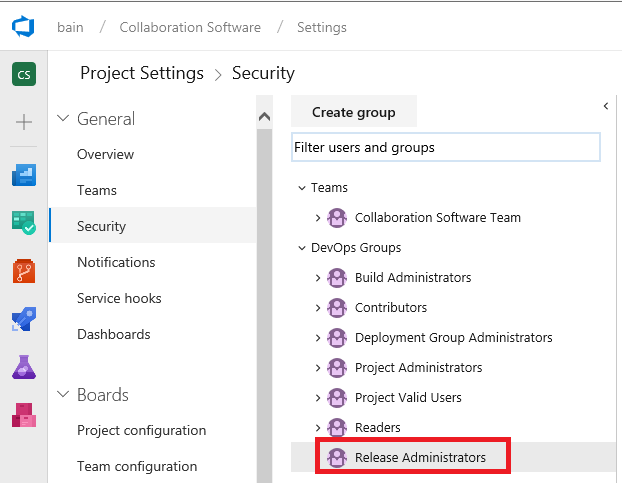 bain / Collaboration Software / Settings
CS
Project Settings > Security
General
Overview
Teams
Security
Notifications
Service hooks
Dashboards
Boards
Project configuration
Team configuration
Create group
Filter users and groups
Teams
Collaboration Software Team
DevOps Groups
Build Administrators
Contributors
Deployment Group Administrators
Project Administrators
Project Valid Users
Readers
Release Administrators